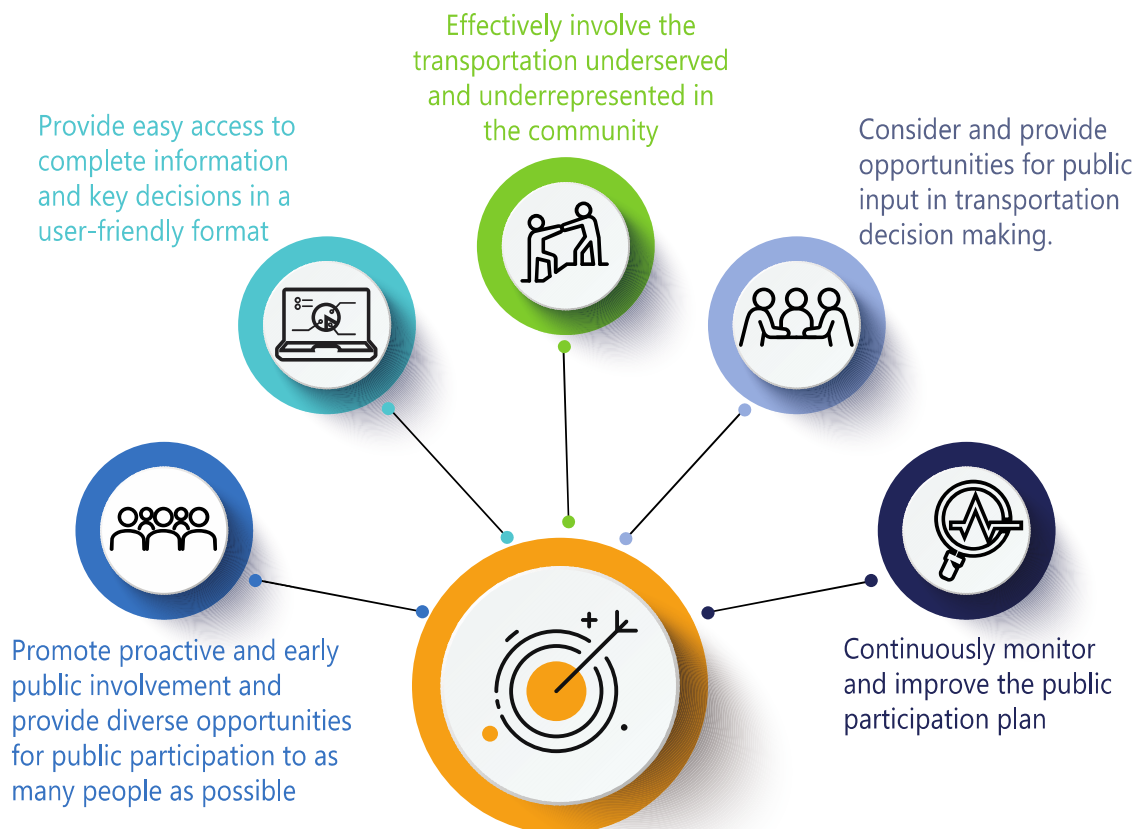 Effectively involve the
transportation underserved
and underrepresented in
the community
Provide easy access to
complete information
and key decisions in a
user-friendly format
Consider and provide
opportunities for public
input in transportation
decision making.
Promote proactive and early
public involvement and
provide diverse opportunities
for public participation to as
many people as possible
Continuously monitor
and improve the public
participation plan